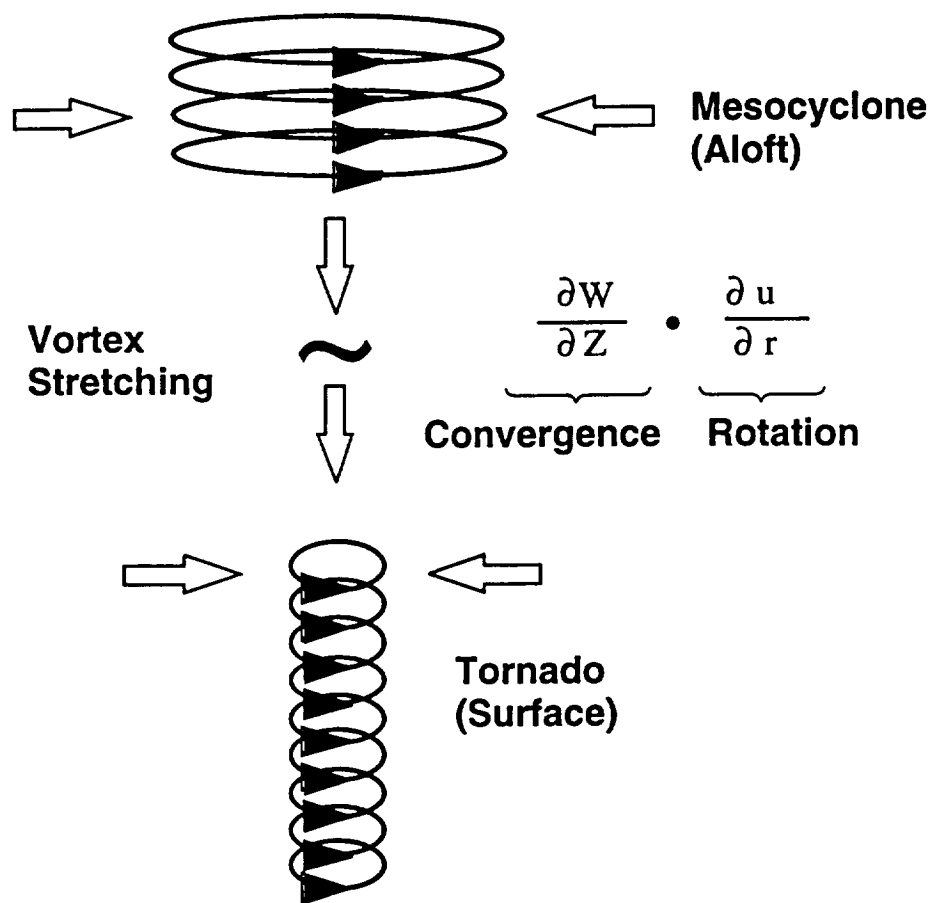 Mesocyclone
(Aloft)
Vortex
Stretching
∂W
∂Z
•
∂ u
∂ r
Convergence
Rotation
Tornado
(Surface)